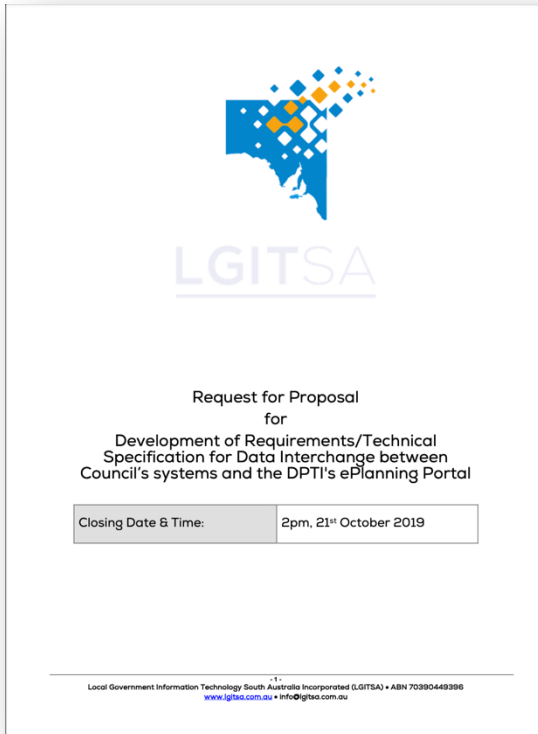 LGITSA
Request for Proposal
for
Development of Requirements/Technical
Specification for Data Interchange between
Council's systems and the DPTI's ePlanning Portal
Closing Date & Time: 2pm, 21st October 2019
- 1 -
Local Government Information Technology South Australia Incorporated (LGITSA) • ABN 70390449396
www.lgitsa.com.au • info@lgitsa.com.au